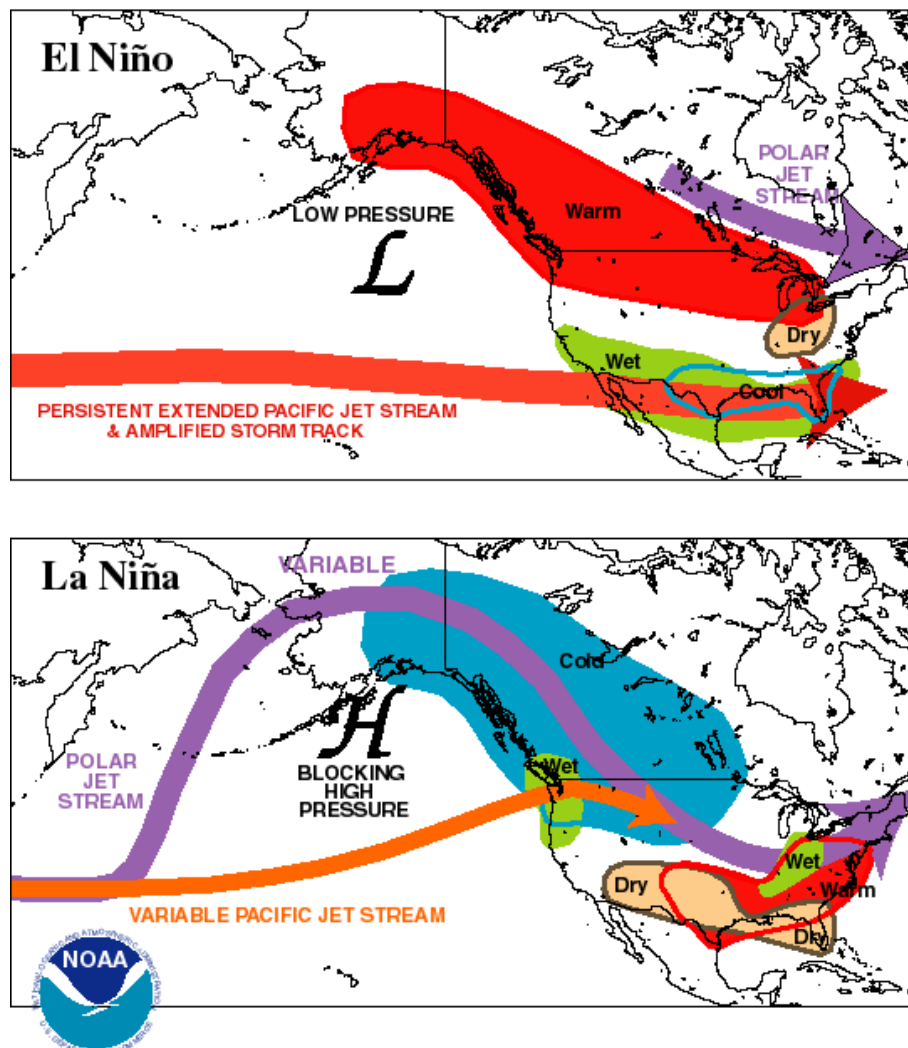 El Niño
POLAR
JET
STREAM
Warm
LOW PRESSURE
L
Dry
Wet
Cool
PERSISTENT EXTENDED PACIFIC JET STREAM
& AMPLIFIED STORM TRACK
La Niña
VARIABLE
Cold
H
POLAR
JET
STREAM
BLOCKING
HIGH
PRESSURE
Wet
Wet
Dry
Warm
VARIABLE PACIFIC JET STREAM
Dry
NOAA